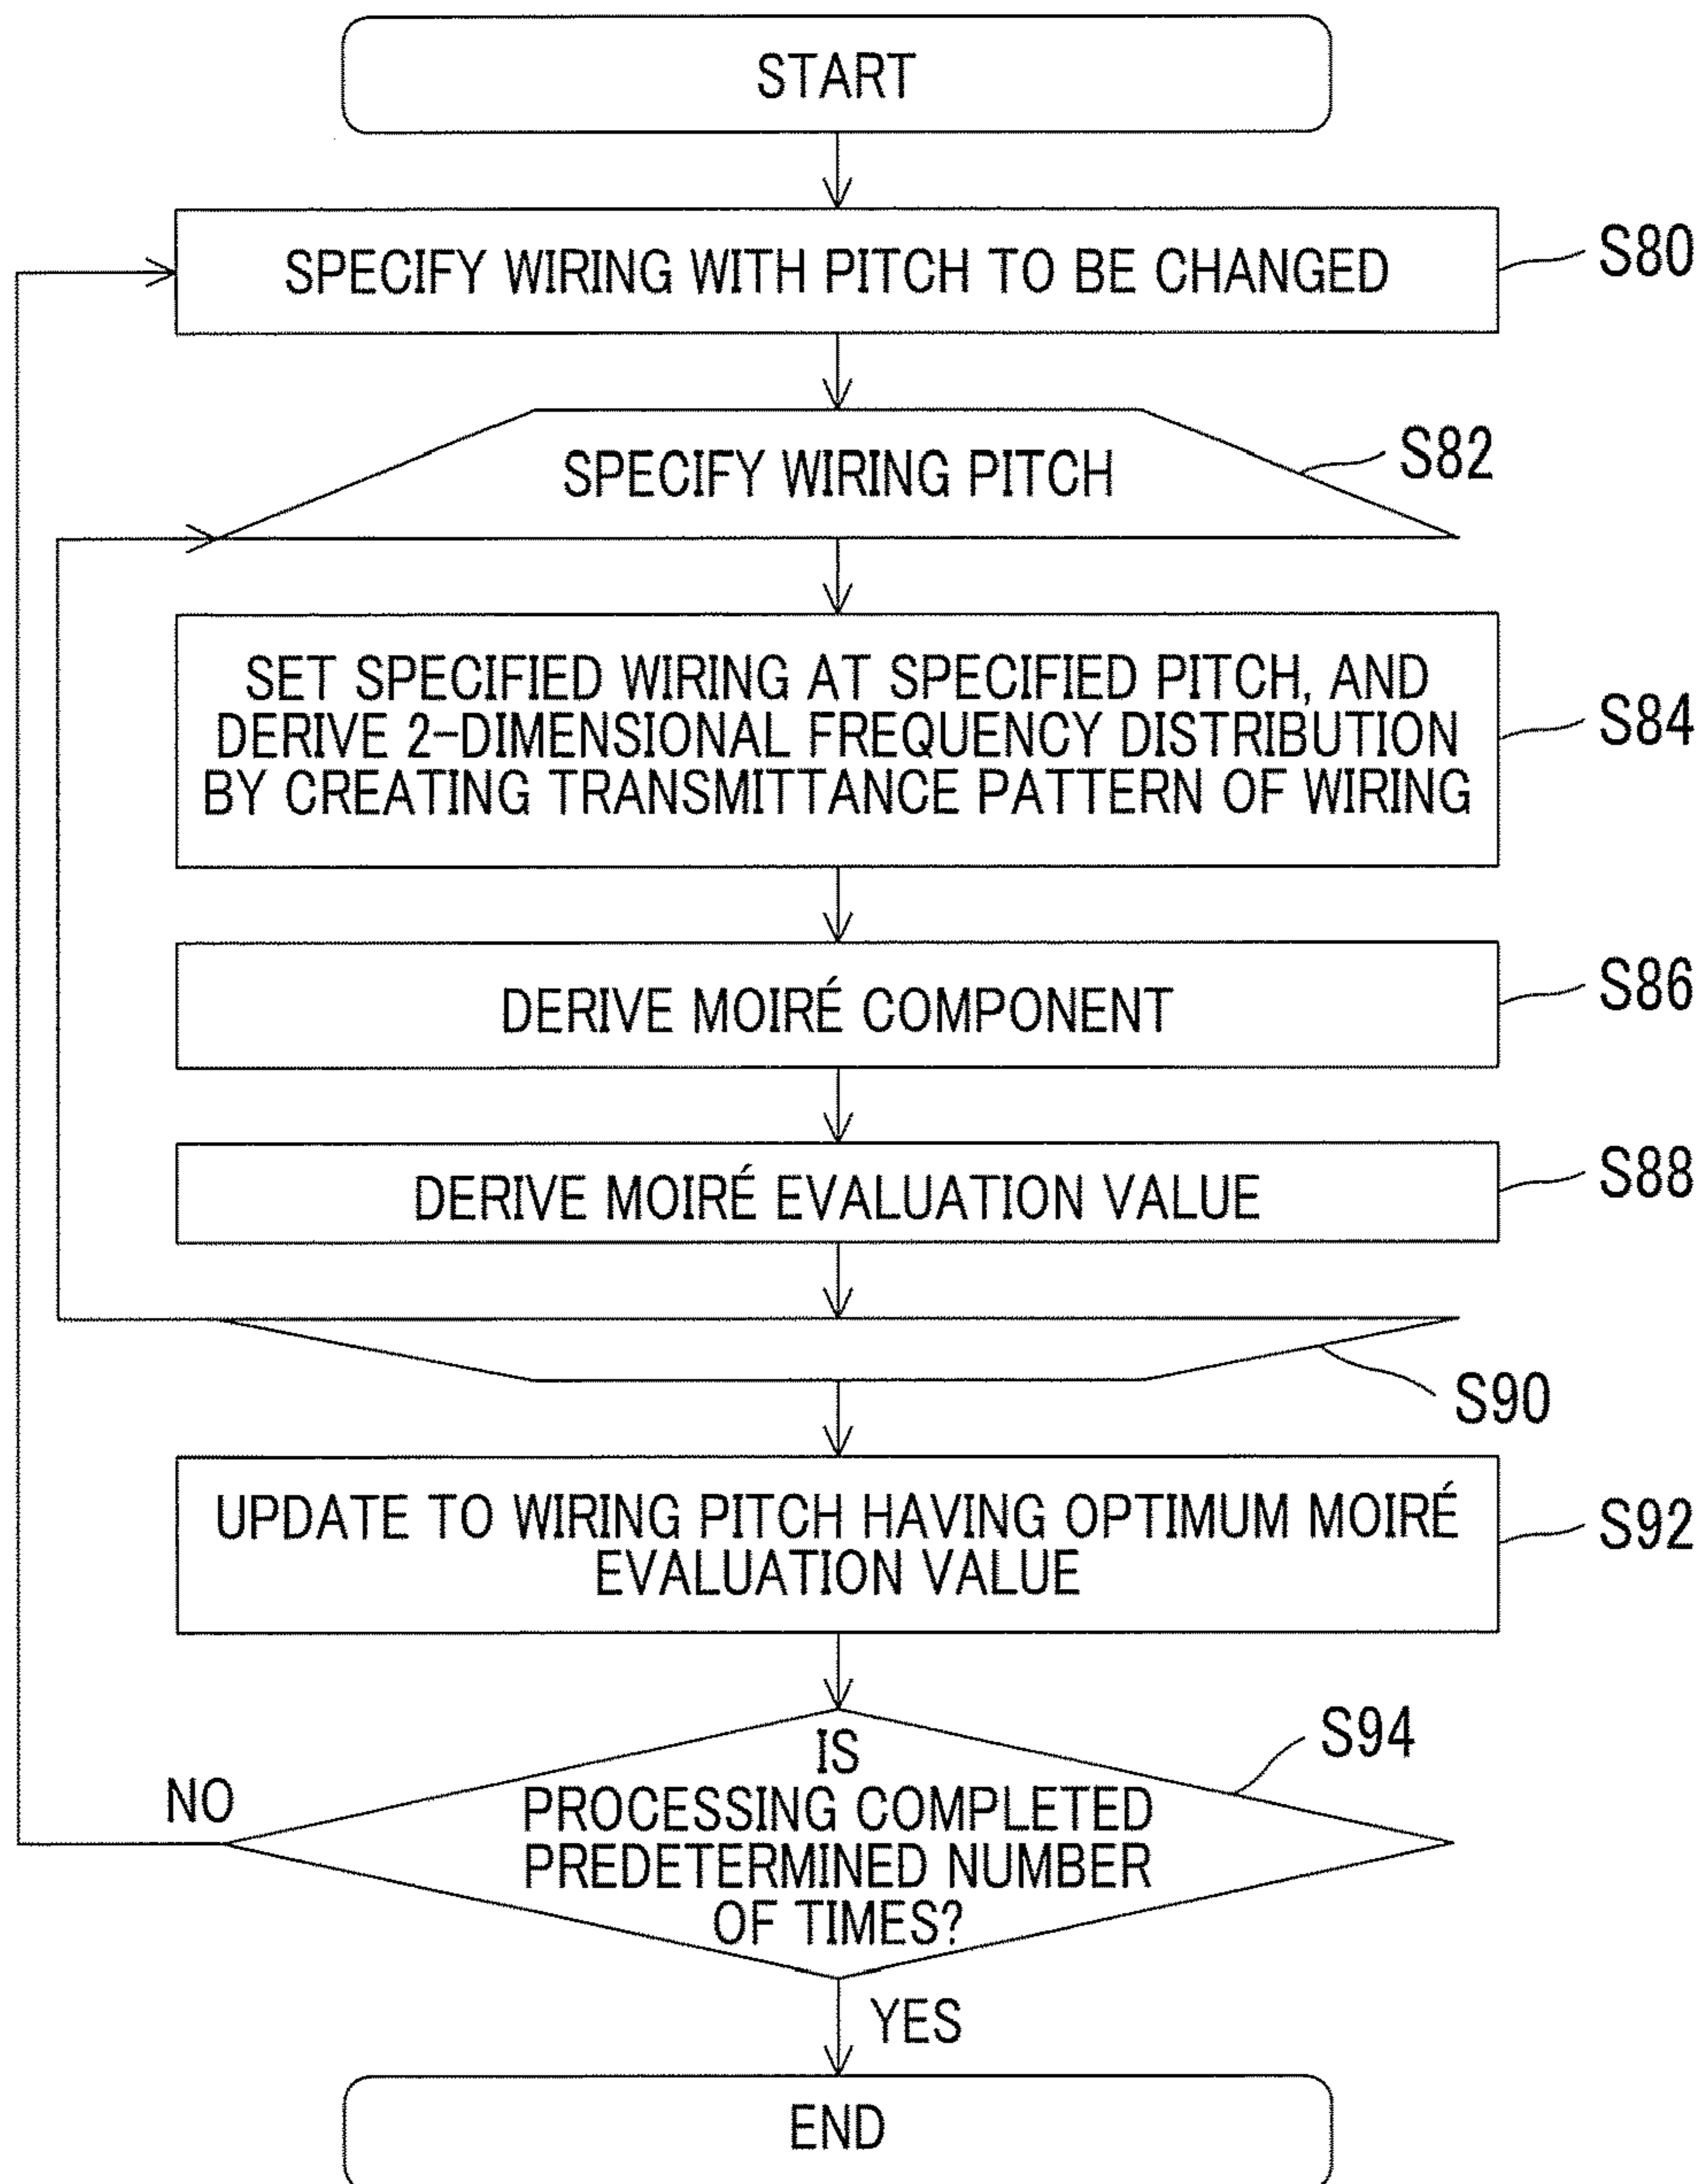 START
SPECIFY WIRING WITH PITCH TO BE CHANGED
S80
SPECIFY WIRING PITCH
S82
SET SPECIFIED WIRING AT SPECIFIED PITCH, AND
DERIVE 2-DIMENSIONAL FREQUENCY DISTRIBUTION
BY CREATING TRANSMITTANCE PATTERN OF WIRING
S84
DERIVE MOIRÉ COMPONENT
S86
DERIVE MOIRÉ EVALUATION VALUE
S88
S90
UPDATE TO WIRING PITCH HAVING OPTIMUM MOIRÉ
EVALUATION VALUE
S92
IS
PROCESSING COMPLETED
PREDETERMINED NUMBER
OF TIMES?
S94
NO
YES
END